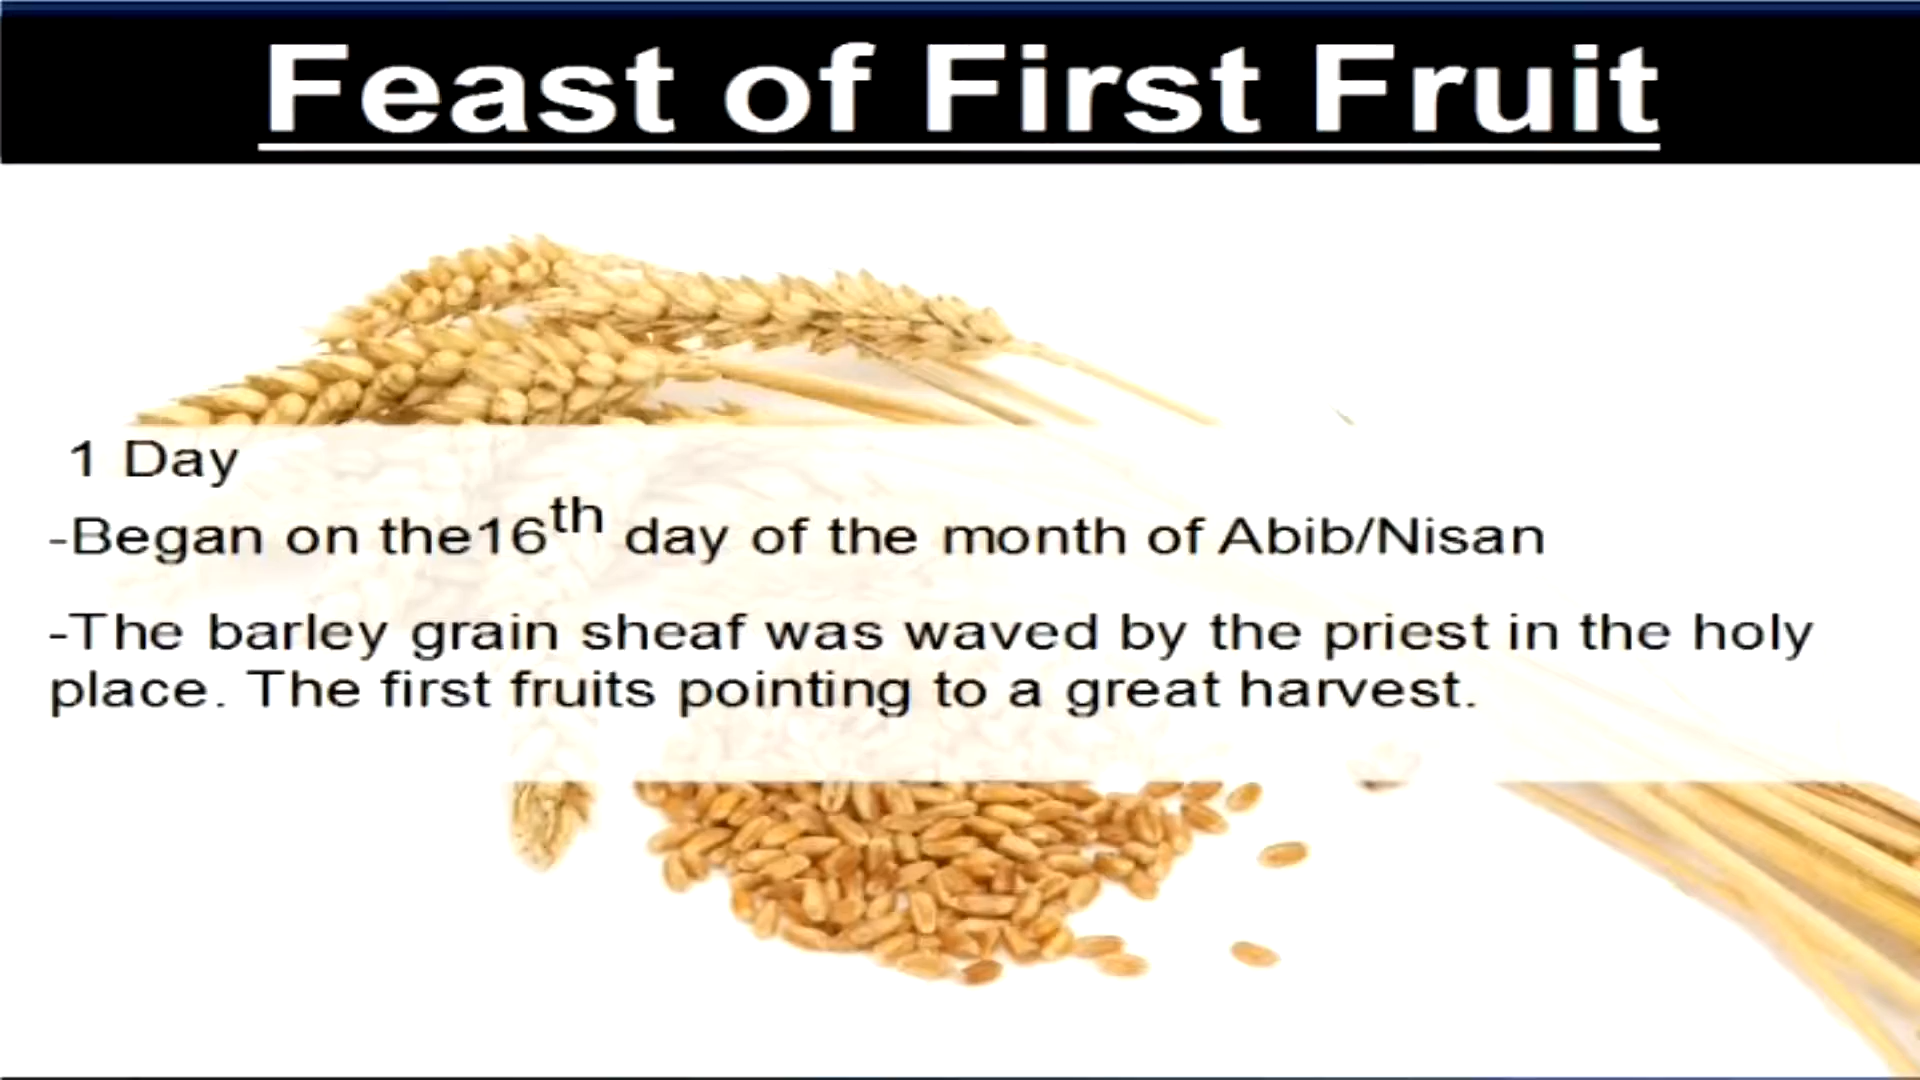 Feast of First Fruit
1 Day
-Began on the16th day of the month of Abib/Nisan
-The barley grain sheaf was waved by the priest in the holy
place. The first fruits pointing to a great harvest.